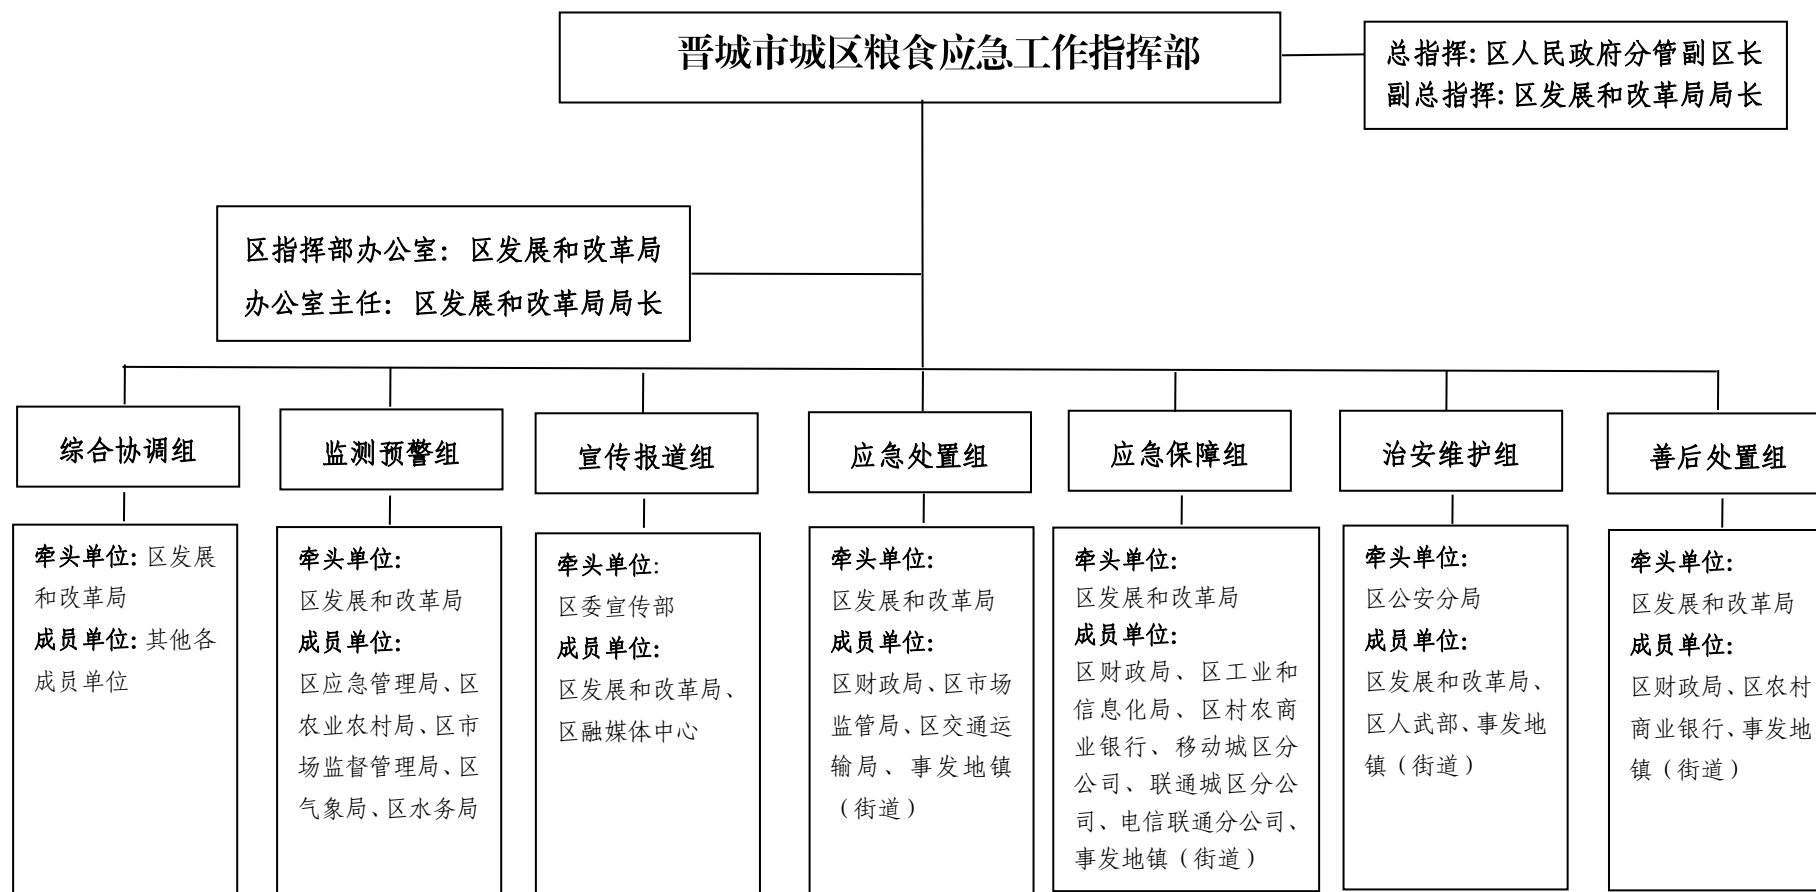 晋城市城区粮食应急工作指挥部
总指挥：区人民政府分管副区长
副总指挥：区发展和改革局局长
区指挥部办公室：区发展和改革局
办公室主任：区发展和改革局局长
综合协调组
监测预警组
宣传报道组
应急处置组
应急保障组
治安维护组
善后处置组
牵头单位：区发展
和改革局
成员单位：其他各
成员单位
牵头单位：
区发展和改革局
成员单位：
区应急管理局、区
农业农村局、区市
场监督管理局、区
气象局、区水务局
牵头单位：
区委宣传部
成员单位：
区发展和改革局、
区融媒体中心
牵头单位：
区发展和改革局
成员单位：
区财政局、区市场
监管局、区交通运
输局、事发地镇
（街道）
牵头单位：
区发展和改革局
成员单位：
区财政局、区工业和
信息化局、区村农商
业银行、移动城区分
公司、联通城区分公
司、电信联通分公司、
事发地镇（街道）
牵头单位：
区公安分局
成员单位：
区发展和改革局、
区人武部、事发地
镇（街道）
牵头单位：
区发展和改革局
成员单位：
区财政局、区农村
商业银行、事发地
镇（街道）